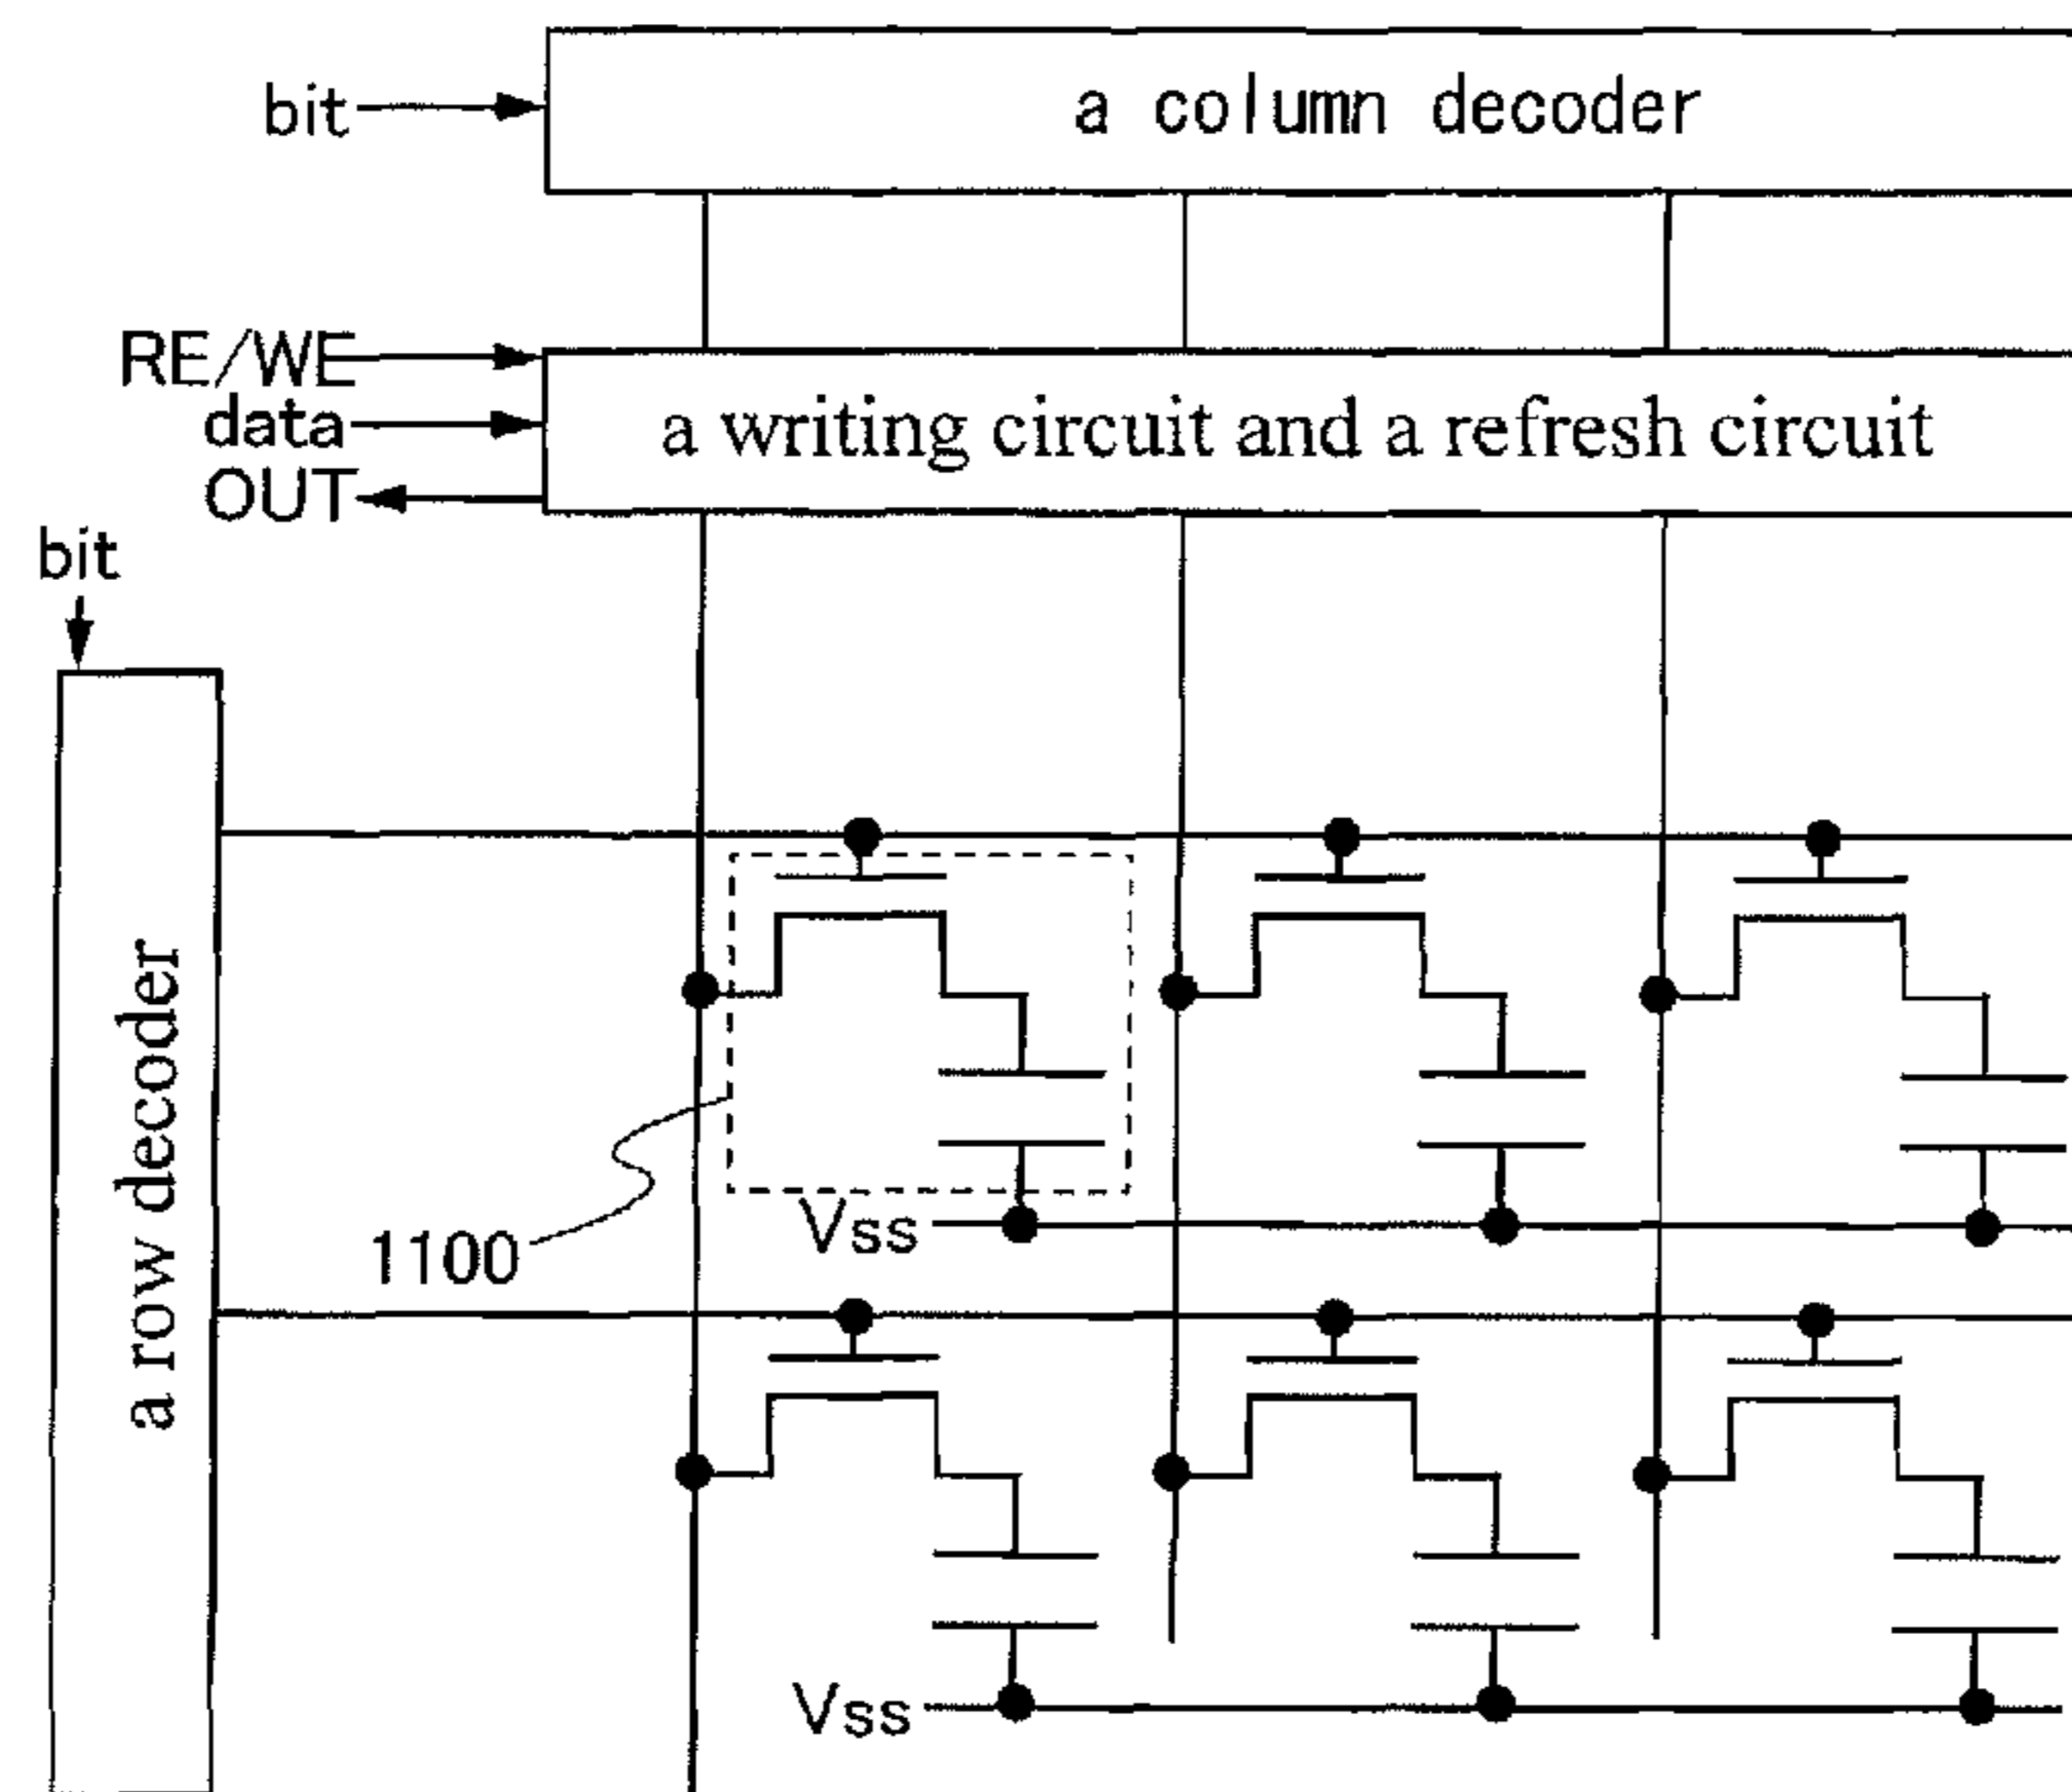 bit
a column decoder
RE/WE
data
OUT
a writing circuit and a refresh circuit
bit
a row decoder
1100
Vss
Vss